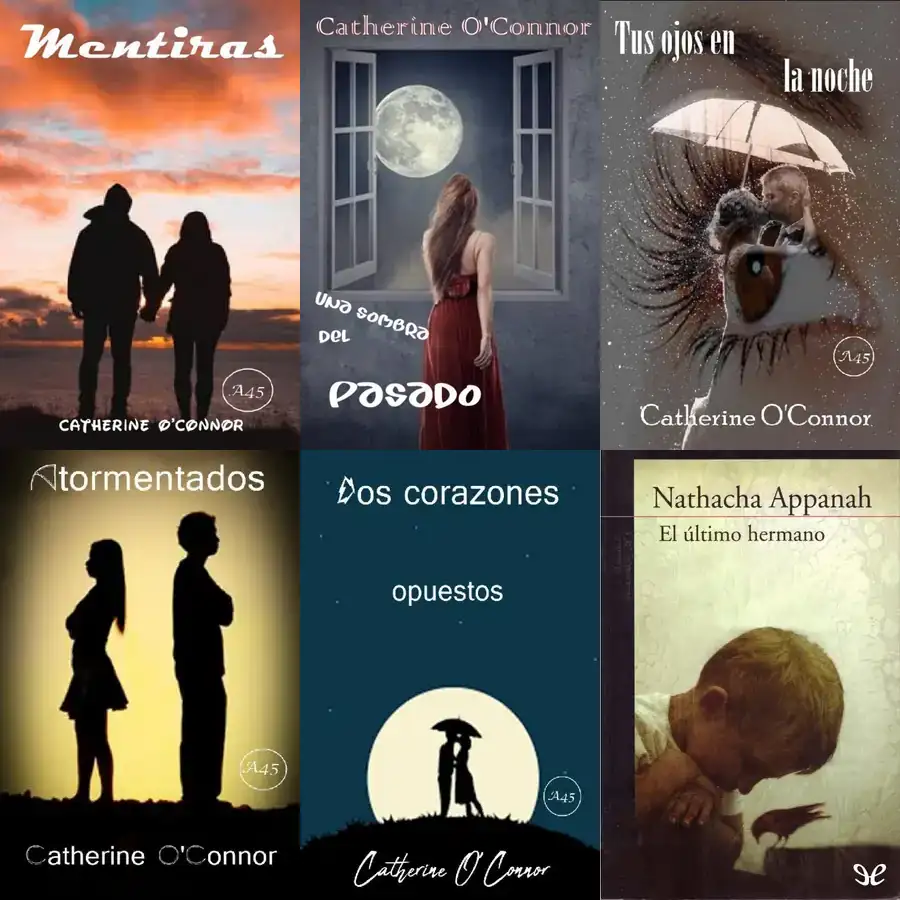 Mentiras
A45
CATHERINE O'CONNOR
Catherine O'Connor
UNA SOMBRA
DEL
PASADO
Tus ojos en
la noche
A45
Catherine O'Connor
Atormentados
A45
Catherine O'Connor
Dos corazones
opuestos
A45
Catherine O'Connor
Nathacha Appanah
El último hermano